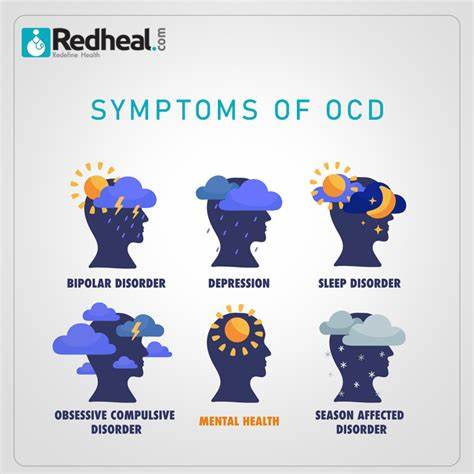 Redheal.com
Redefine Health
SYMPTOMS OF OCD
BIPOLAR DISORDER
DEPRESSION
SLEEP DISORDER
OBSESSIVE COMPULSIVE
DISORDER
MENTAL HEALTH
SEASON AFFECTED
DISORDER